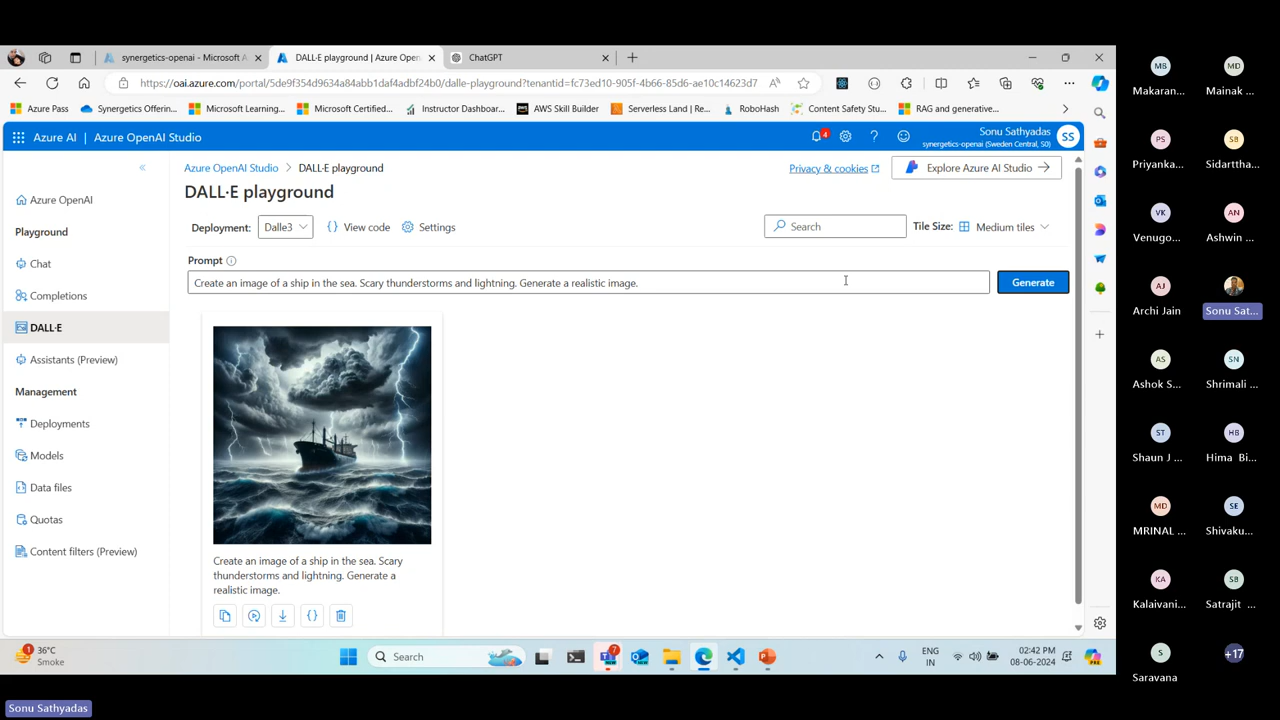 synergetics-openai - Microsoft A
DALL·E playground | Azure Open
ChatGPT
https://oai.azure.com/portal/5de9f354d9634a84abb1daf4adbf24b0/dalle-playground?tenantid=fc73ed10-905f-4b66-85d6-ae10c14623d7
Azure Pass
Synergetics Offerin...
Microsoft Learning...
Microsoft Certified...
Instructor Dashboar...
AWS Skill Builder
Serverless Land | Re...
RoboHash
Content Safety Stu...
RAG and generative...
Azure AI | Azure OpenAI Studio
4
Sonu Sathyadas
synergetics-openai (Sweden Central, S0)
SS
Azure OpenAI Studio > DALL·E playground
Privacy & cookies
Explore Azure AI Studio
DALL·E playground
Deployment:
Dalle3
View code
Settings
Search
Tile Size:
Medium tiles
Prompt
Create an image of a ship in the sea. Scary thunderstorms and lightning. Generate a realistic image.
Generate
Azure OpenAI
Playground
Chat
Completions
DALL·E
Assistants (Preview)
Management
Deployments
Models
Data files
Quotas
Content filters (Preview)
Create an image of a ship in the sea. Scary
thunderstorms and lightning. Generate a
realistic image.
1
36°C
Smoke
Search
NEW
7
ENG
IN
02:42 PM
08-06-2024
MB
Makaran...
MD
Mainak ...
PS
Priyanka...
SB
Sidarttha...
VK
Venugo...
AN
Ashwin ...
AJ
Archi Jain
Sonu Sat...
AS
Ashok S...
SN
Shrimali ...
ST
Shaun J ...
HB
Hima Bi...
MD
MRINAL ...
SE
Shivaku...
KA
Kalaivani...
SB
Satrajit ...
S
Saravana
+17
Sonu Sathyadas